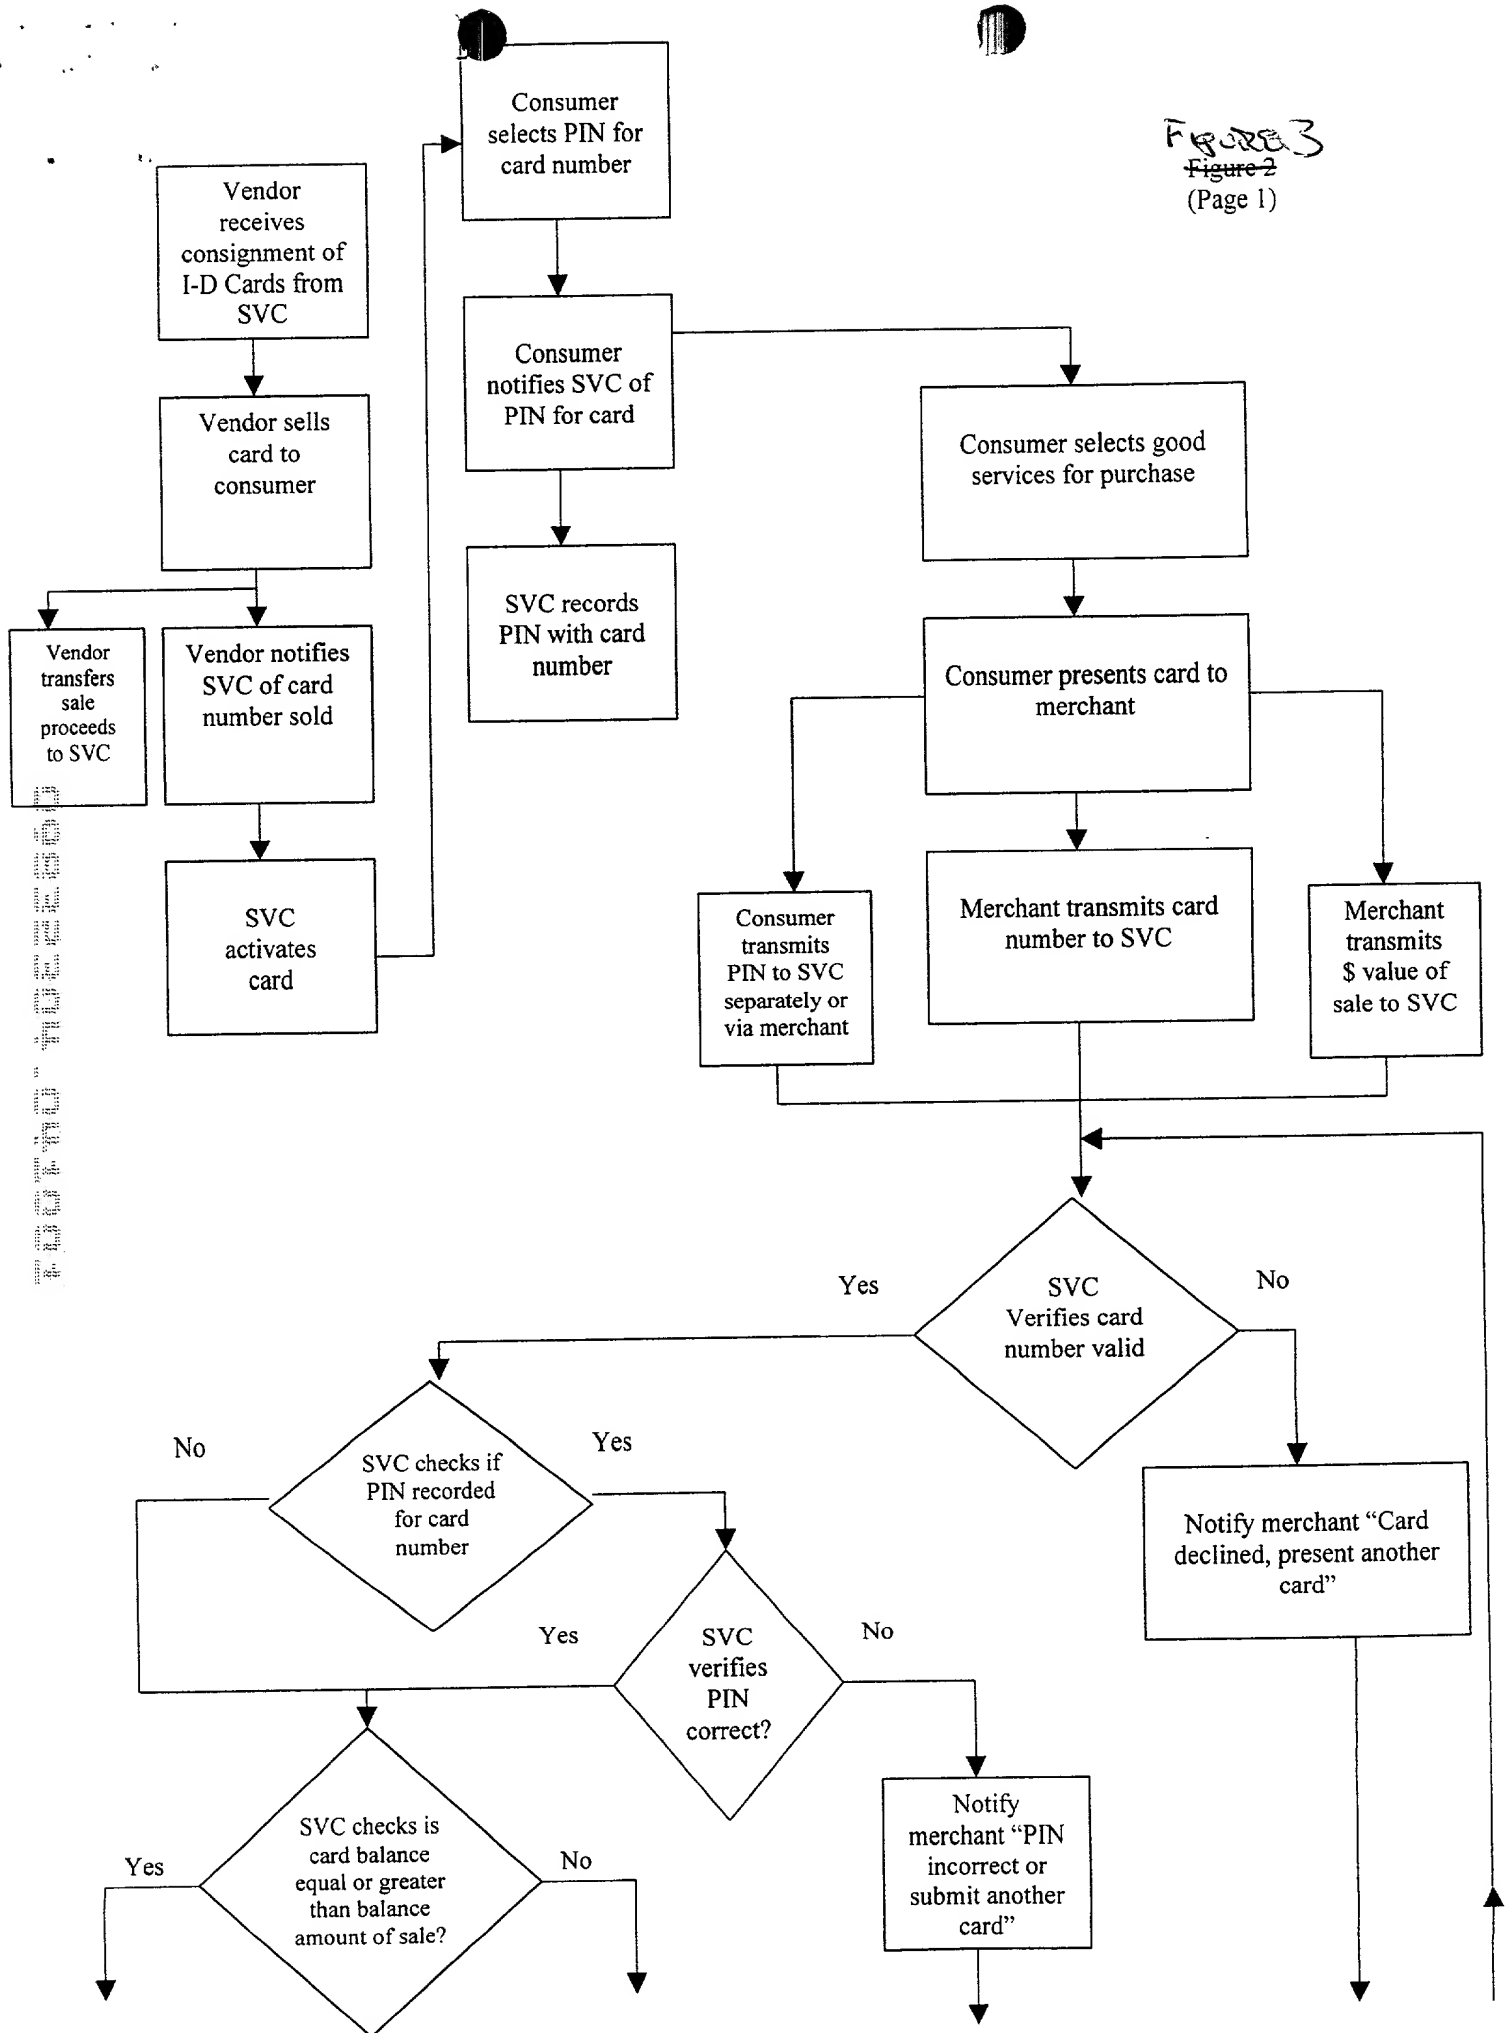 FIGURE 3
Figure 2
(Page 1)
Consumer
selects PIN for
card number
Vendor
receives
consignment of
I-D Cards from
SVC
Consumer
notifies SVC of
PIN for card
Vendor sells
card to
consumer
Consumer selects good
services for purchase
SVC records
PIN with card
number
Vendor
transfers
sale
proceeds
to SVC
Vendor notifies
SVC of card
number sold
Consumer presents card to
merchant
SVC
activates
card
Consumer
transmits
PIN to SVC
separately or
via merchant
Merchant transmits card
number to SVC
Merchant
transmits
$ value of
sale to SVC
Yes
SVC
Verifies card
number valid
No
No
SVC checks if
PIN recorded
for card
number
Yes
Notify merchant “Card
declined, present another
card”
Yes
SVC
verifies
PIN
correct?
No
Yes
SVC checks is
card balance
equal or greater
than balance
amount of sale?
No
Notify
merchant “PIN
incorrect or
submit another
card”